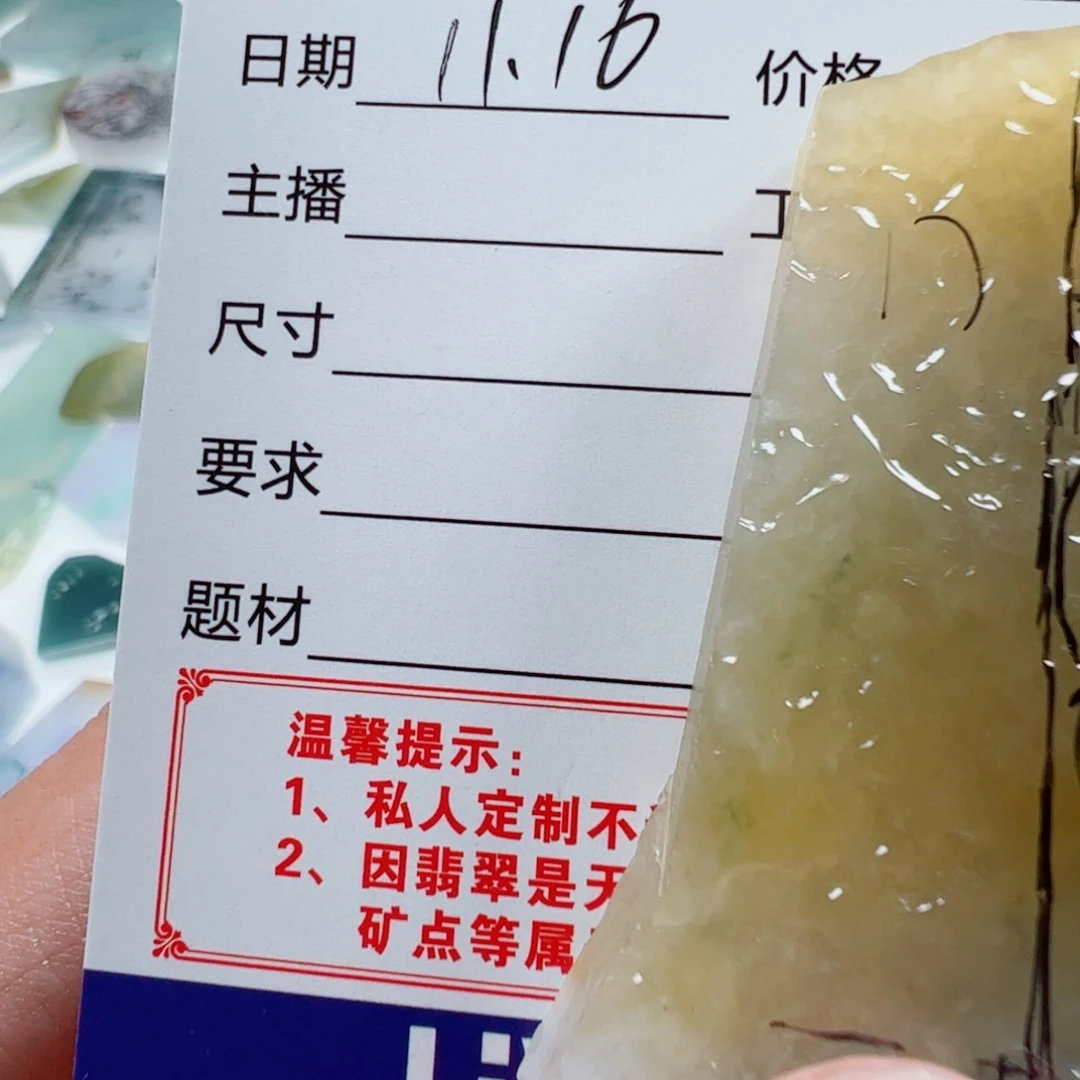 日期 11.16 价格
主播
尺寸
要求
题材
温馨提示：
1、私人定制不
2、因翡翠是天
矿点等属